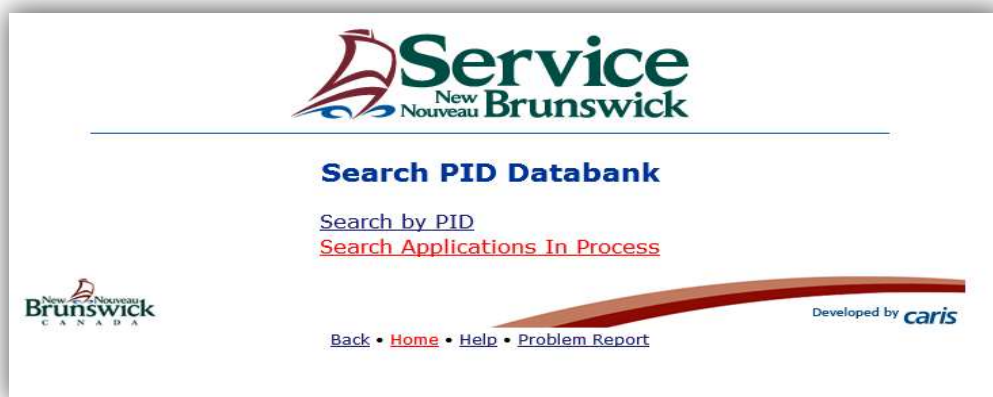 Service
New
Nouveau Brunswick
Search PID Databank
Search by PID
Search Applications In Process
New Nouveau
Brunswick
CANADA
Developed by caris
Back • Home • Help • Problem Report